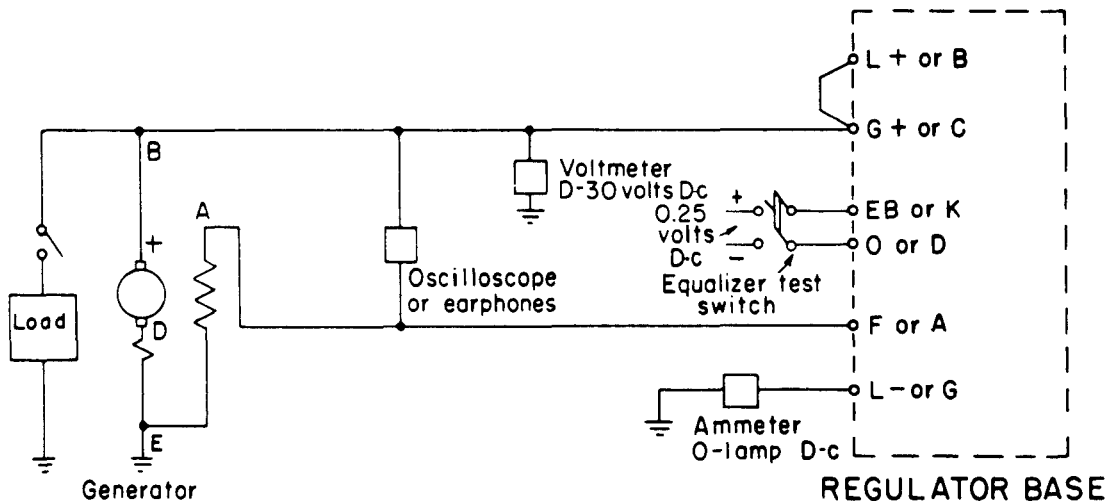 L + or B
G + or C
B
Voltmeter
D-30 volts D-c
A
+
0.25
volts
D-c
-
EB or K
O or D
Equalizer test
switch
+
Oscilloscope
or earphones
Load
D
F or A
L - or G
Ammeter
0-lamp D-c
E
Generator
REGULATOR BASE